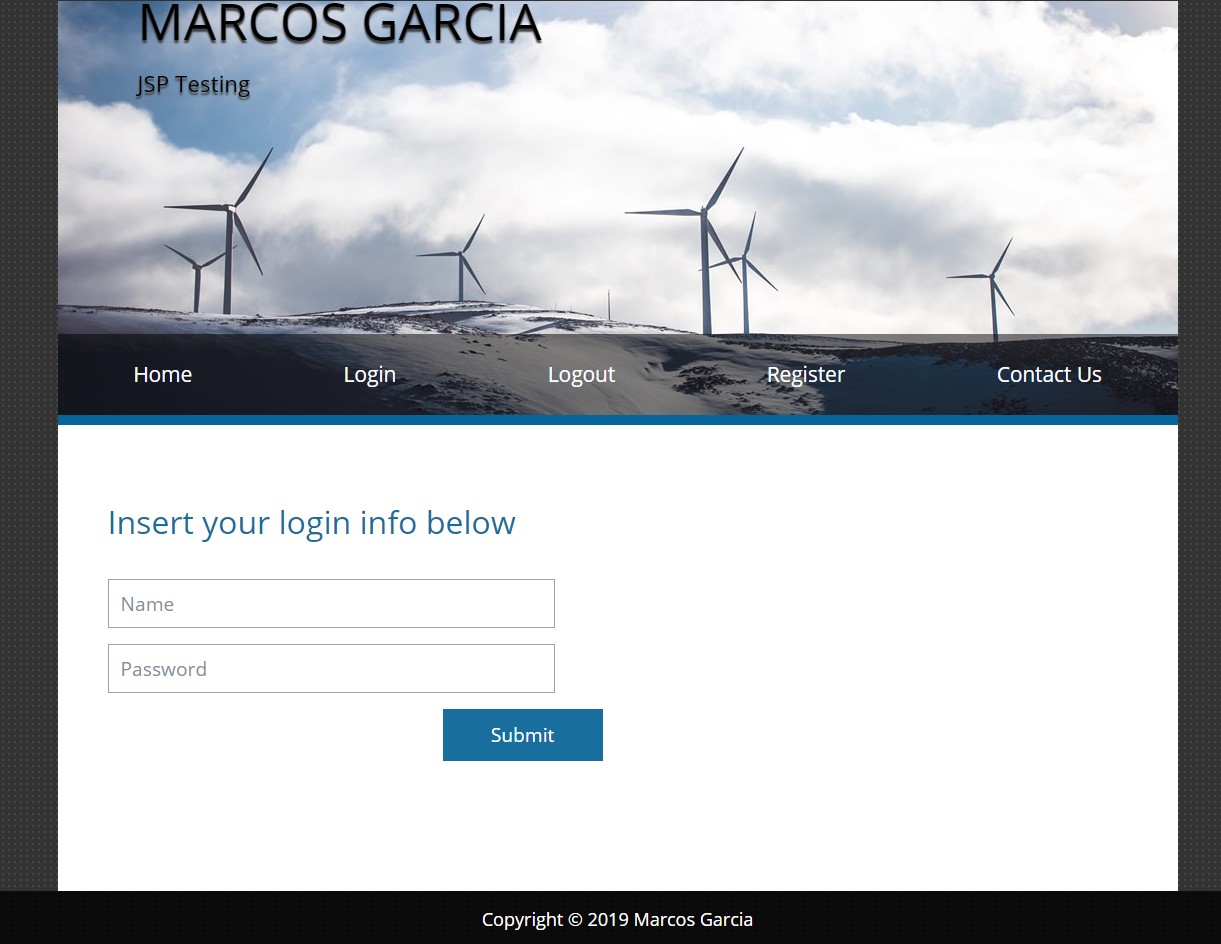 MARCOS GARCIA
JSP Testing
Home Login Logout Register Contact Us
Insert your login info below
Name
Password
Submit
Copyright © 2019 Marcos Garcia